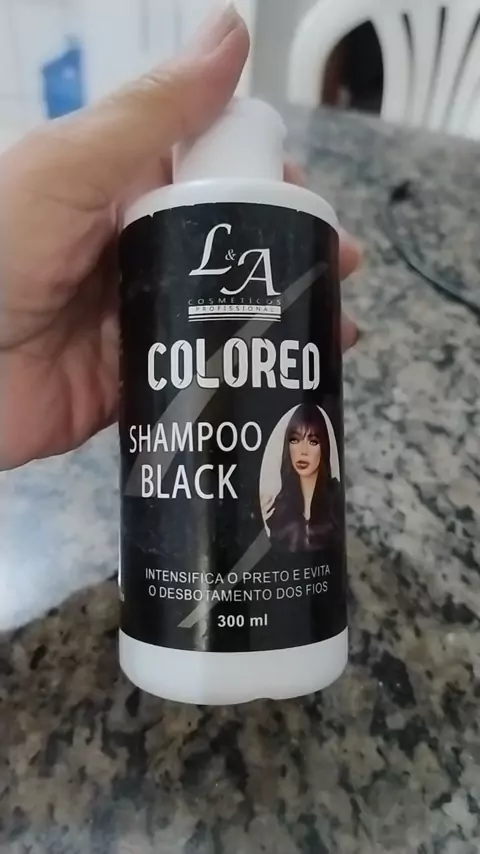 L&A
COSMETICOS
PROFISSIONAL
COLORED
SHAMPOO
BLACK
INTENSIFICA O PRETO E EVITA
O DESBOTAMENTO DOS FIOS
300 ml